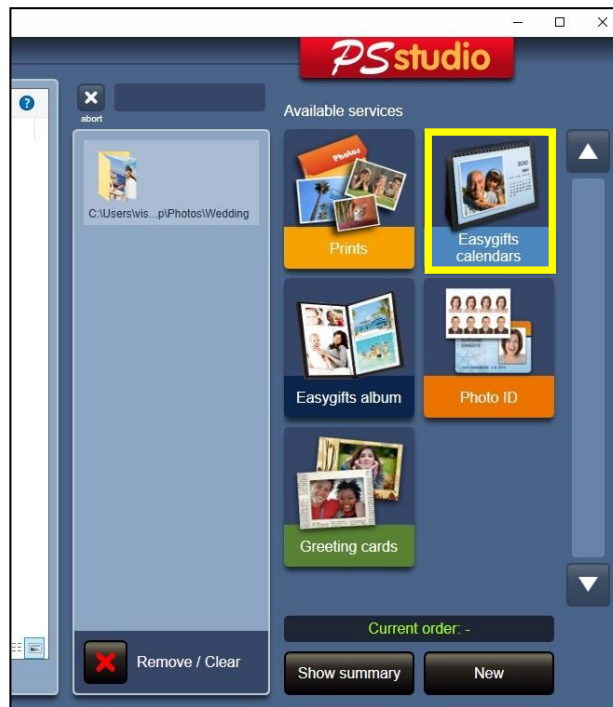 PSstudio
?
abort
Available services
C:\Users\vis...p\Photos\Wedding
Photos
Prints
Easygifts
calendars
Easygifts album
Photo ID
Greeting cards
Current order: -
Remove / Clear
Show summary
New